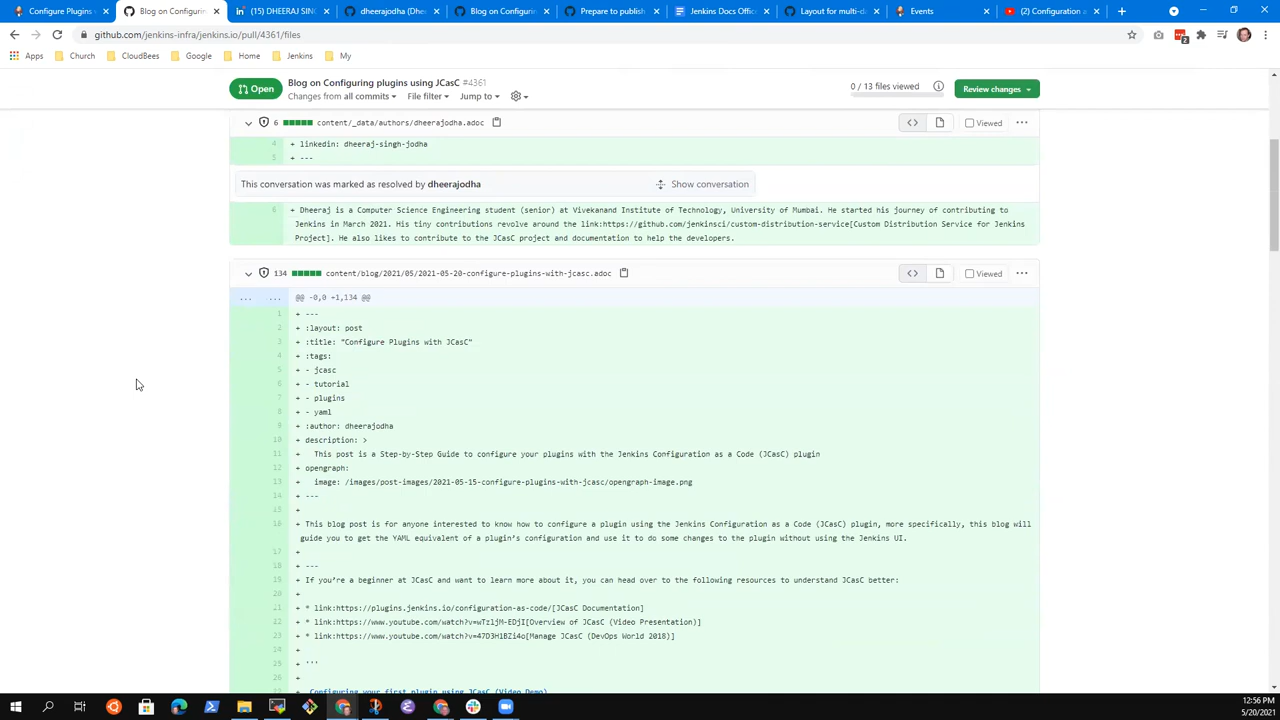 Configure Plugins v
Blog on Configurin
(15) DHEERAJ SIN
dheerajodha (Dhe
Blog on Configurin
Prepare to publish
Jenkins Docs Offic
Layout for multi-d
Events
(2) Configuration a
github.com/jenkins-infra/jenkins.io/pull/4361/files
2
Apps
Church
CloudBees
Google
Home
Jenkins
My
Open
Blog on Configuring plugins using JCasC #4361
Changes from all commits
File filter
Jump to
0 / 13 files viewed
Review changes
6 content/_data/authors/dheerajodha.adoc
Viewed
4 + linkedin: dheeraj-singh-jodha
5 + ---
This conversation was marked as resolved by dheerajodha
Show conversation
6 + Dheeraj is a Computer Science Engineering student (senior) at Vivekanand Institute of Technology, University of Mumbai. He started his journey of contributing to
Jenkins in March 2021. His tiny contributions revolve around the link:https://github.com/jenkinsci/custom-distribution-service[Custom Distribution Service for Jenkins
Project]. He also likes to contribute to the JCasC project and documentation to help the developers.
134 content/blog/2021/05/2021-05-20-configure-plugins-with-jcasc.adoc
Viewed
... ... @@ -0,0 +1,134 @@
1 + ---
2 + :layout: post
3 + :title: "Configure Plugins with JCasC"
4 + :tags:
5 + - jcasc
6 + - tutorial
7 + - plugins
8 + - yaml
9 + :author: dheerajodha
10 + description: >
11 + This post is a Step-by-Step Guide to configure your plugins with the Jenkins Configuration as a Code (JCasC) plugin
12 + opengraph:
13 + image: /images/post-images/2021-05-15-configure-plugins-with-jcasc/opengraph-image.png
14 + ---
15 +
16 + This blog post is for anyone interested to know how to configure a plugin using the Jenkins Configuration as a Code (JCasC) plugin, more specifically, this blog will
guide you to get the YAML equivalent of a plugin's configuration and use it to do some changes to the plugin without using the Jenkins UI.
17 +
18 + ---
19 + If you're a beginner at JCasC and want to learn more about it, you can head over to the following resources to understand JCasC better:
20 +
21 + * link:https://plugins.jenkins.io/configuration-as-code/[JCasC Documentation]
22 + * link:https://www.youtube.com/watch?v=wTzljM-EDjI[Overview of JCasC (Video Presentation)]
23 + * link:https://www.youtube.com/watch?v=47D3H1BZi4o[Manage JCasC (DevOps World 2018)]
24 +
25 + '''
26 +
Configuring your first plugin using JCasC (Video Demo)
12:56 PM
5/20/2021